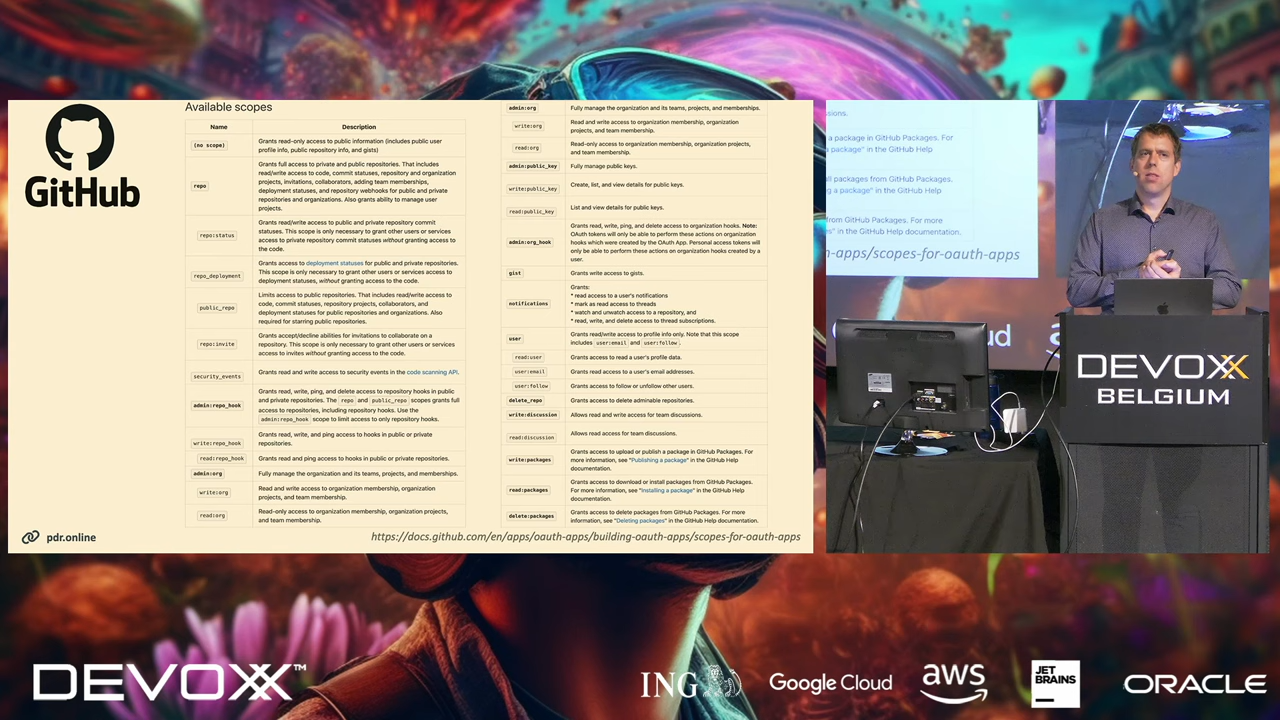 GitHub
Available scopes
Name Description
(no scope) Grants read-only access to public information (includes public user
profile info, public repository info, and gists)
repo Grants full access to private and public repositories. That includes
read/write access to code, commit statuses, repository and organization
projects, invitations, collaborators, adding team memberships,
deployment statuses, and repository webhooks for public and private
repositories and organizations. Also grants ability to manage user
projects.
repo:status Grants read/write access to public and private repository commit
statuses. This scope is only necessary to grant other users or services
access to private repository commit statuses without granting access to
the code.
repo_deployment Grants access to deployment statuses for public and private repositories.
This scope is only necessary to grant other users or services access to
deployment statuses, without granting access to the code.
public_repo Limits access to public repositories. That includes read/write access to
code, commit statuses, repository projects, collaborators, and
deployment statuses for public repositories and organizations. Also
required for starring public repositories.
repo:invite Grants accept/decline abilities for invitations to collaborate on a
repository. This scope is only necessary to grant other users or services
access to invites without granting access to the code.
security_events Grants read and write access to security events in the code scanning API.
admin:repo_hook Grants read, write, ping, and delete access to repository hooks in public
and private repositories. The repo and public_repo scopes grant full
access to repositories, including repository hooks. Use the
admin:repo_hook scope to limit access to only repository hooks.
write:repo_hook Grants read, write, and ping access to hooks in public or private
repositories.
read:repo_hook Grants read and ping access to hooks in public or private repositories.
admin:org Fully manage the organization and its teams, projects, and memberships.
write:org Read and write access to organization membership, organization
projects, and team membership.
read:org Read-only access to organization membership, organization projects,
and team membership.
admin:org Fully manage the organization and its teams, projects, and memberships.
write:org Read and write access to organization membership, organization
projects, and team membership.
read:org Read-only access to organization membership, organization projects,
and team membership.
admin:public_key Fully manage public keys.
write:public_key Create, list, and view details for public keys.
read:public_key List and view details for public keys.
admin:org_hook Grants read, write, ping, and delete access to organization hooks. Note:
OAuth tokens will only be able to perform these actions on organization
hooks which were created by the OAuth App. Personal access tokens will
only be able to perform these actions on organization hooks created by a
user.
gist Grants write access to gists.
notifications Grants:
* read access to a user's notifications
* mark as read access to threads
* watch and unwatch access to a repository, and
* read, write, and delete access to thread subscriptions.
user Grants read/write access to profile info only. Note that this scope
includes user:email and user:follow.
read:user Grants access to read a user's profile data.
user:email Grants read access to a user's email addresses.
user:follow Grants access to follow or unfollow other users.
delete_repo Grants access to delete adminable repositories.
write:discussion Allows read and write access for team discussions.
read:discussion Allows read access for team discussions.
write:packages Grants access to upload or publish a package in GitHub Packages. For
more information, see "Publishing a package" in the GitHub Help
documentation.
read:packages Grants access to download or install packages from GitHub Packages.
For more information, see "Installing a package" in the GitHub Help
documentation.
delete:packages Grants access to delete packages from GitHub Packages. For more
information, see "Deleting packages" in the GitHub Help documentation.
pdr.online
https://docs.github.com/en/apps/oauth-apps/building-oauth-apps/scopes-for-oauth-apps
a package in GitHub Packages. For
a package" in the GitHub Help
all packages from GitHub Packages.
g a package" in the GitHub Help
from GitHub Packages. For more
s" in the GitHub Help documentation.
h-apps/scopes-for-oauth-apps
DEVOXX
BELGIUM
DEVOXX™
ING
Google Cloud
aws
JET
BRAINS
ORACLE